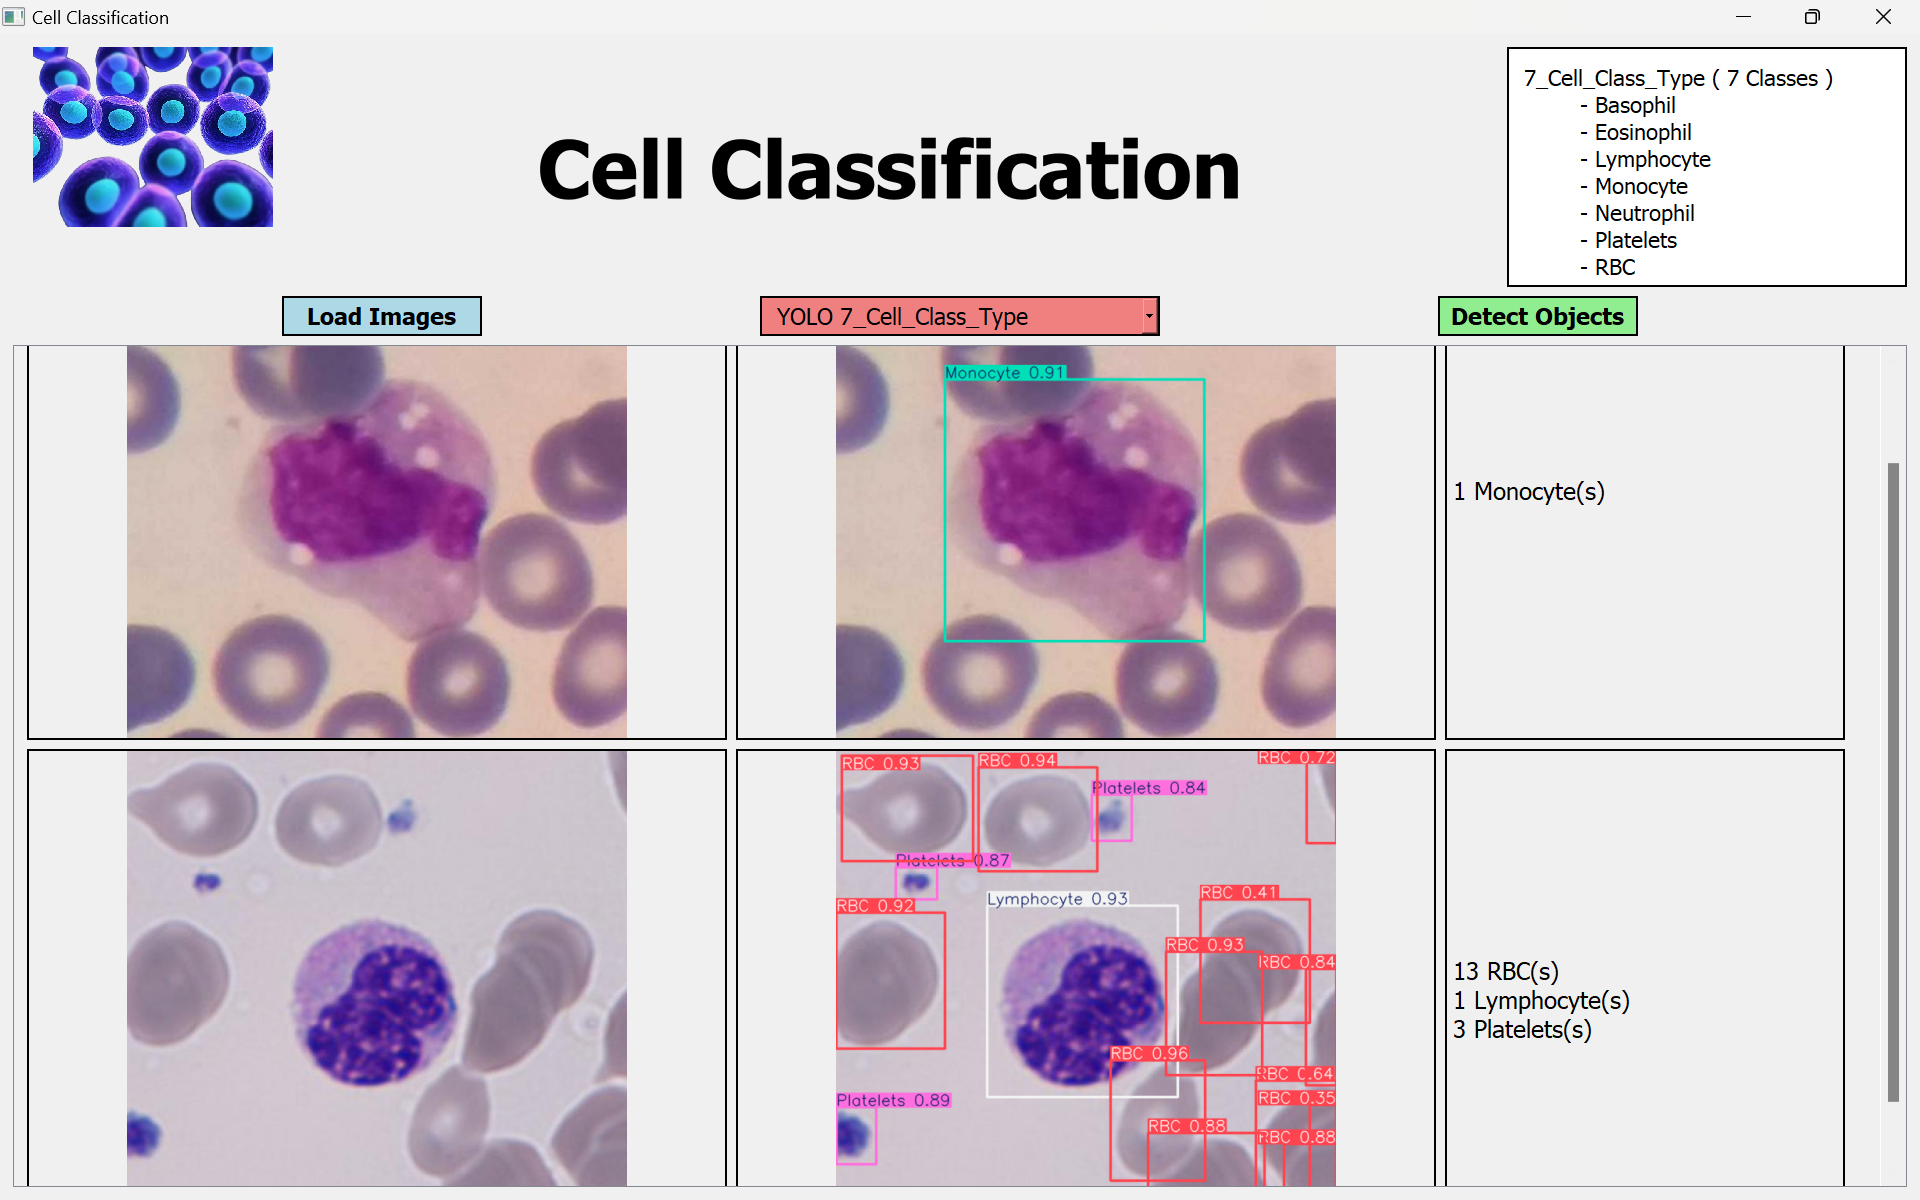 Cell Classification
Cell Classification
7_Cell_Class_Type ( 7 Classes )
- Basophil
- Eosinophil
- Lymphocyte
- Monocyte
- Neutrophil
- Platelets
- RBC
Load Images
YOLO 7_Cell_Class_Type
Detect Objects
Monocyte 0.91
1 Monocyte(s)
RBC 0.93
RBC 0.94
RBC 0.72
Platelets 0.84
Platelets 0.87
Lymphocyte 0.93
RBC 0.41
RBC 0.92
RBC 0.93
RBC 0.84
RBC 0.96
RBC 0.64
Platelets 0.89
RBC 0.35
RBC 0.88
RBC 0.88
13 RBC(s)
1 Lymphocyte(s)
3 Platelets(s)